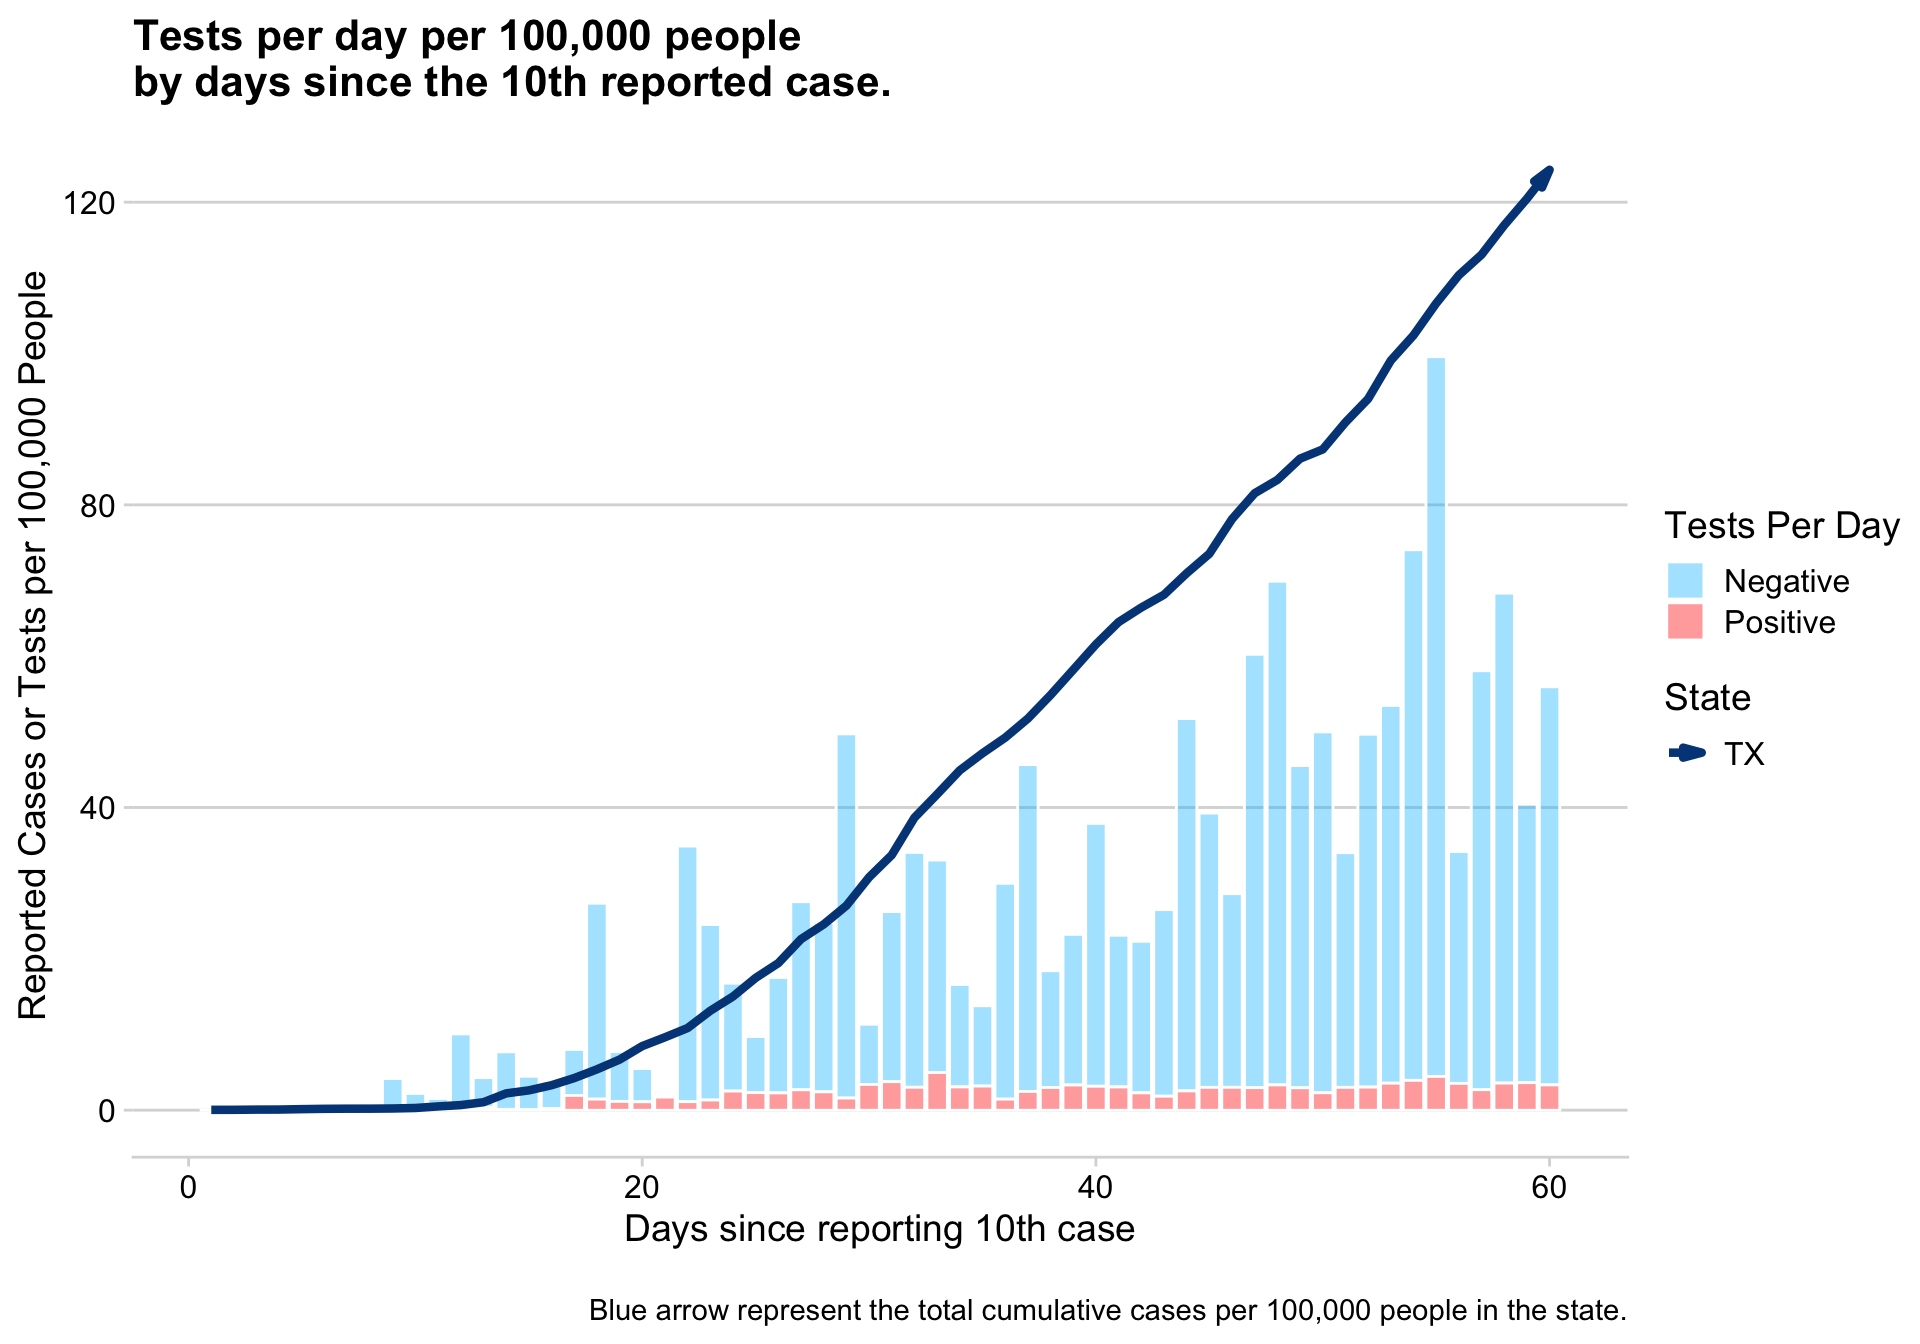 Tests per day per 100,000 people
by days since the 10th reported case.
Reported Cases or Tests per 100,000 People
120
80
40
0
0
20
40
60
Days since reporting 10th case
Tests Per Day
Negative
Positive
State
TX
Blue arrow represent the total cumulative cases per 100,000 people in the state.